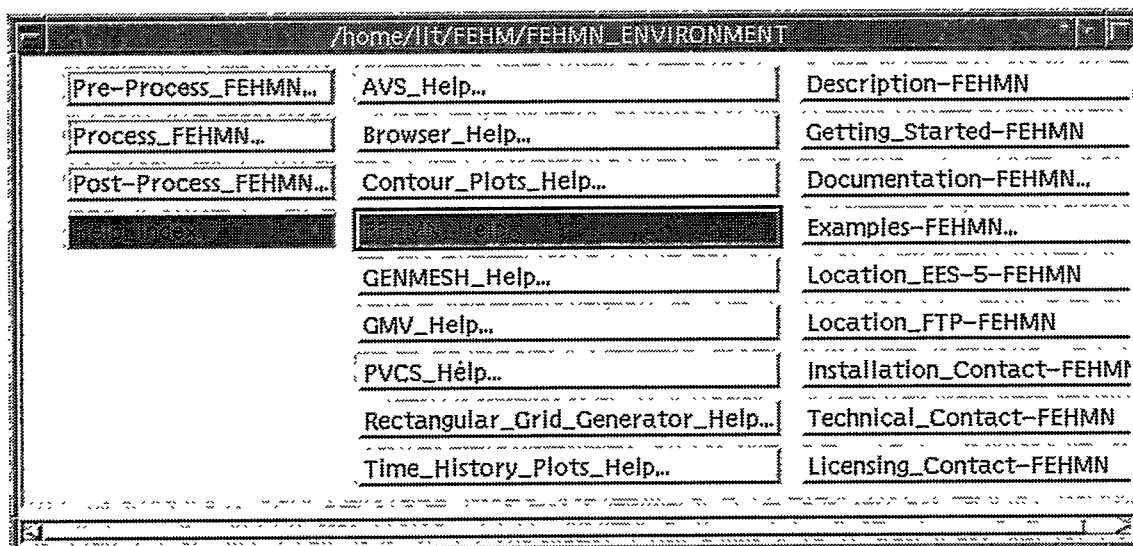 /home/lit/FEHM/FEHMN_ENVIRONMENT
Pre-Process_FEHMN...
Process_FEHMN...
Post-Process_FEHMN...
AVS_Help...
Browser_Help...
Contour_Plots_Help...
FEHMN_Help...
GENMESH_Help...
GMV_Help...
PVCS_Help...
Rectangular_Grid_Generator_Help...
Time_History_Plots_Help...
Description-FEHMN
Getting_Started-FEHMN
Documentation-FEHMN...
Examples-FEHMN...
Location_EES-5-FEHMN
Location_FTP-FEHMN
Installation_Contact-FEHMN
Technical_Contact-FEHMN
Licensing_Contact-FEHMN